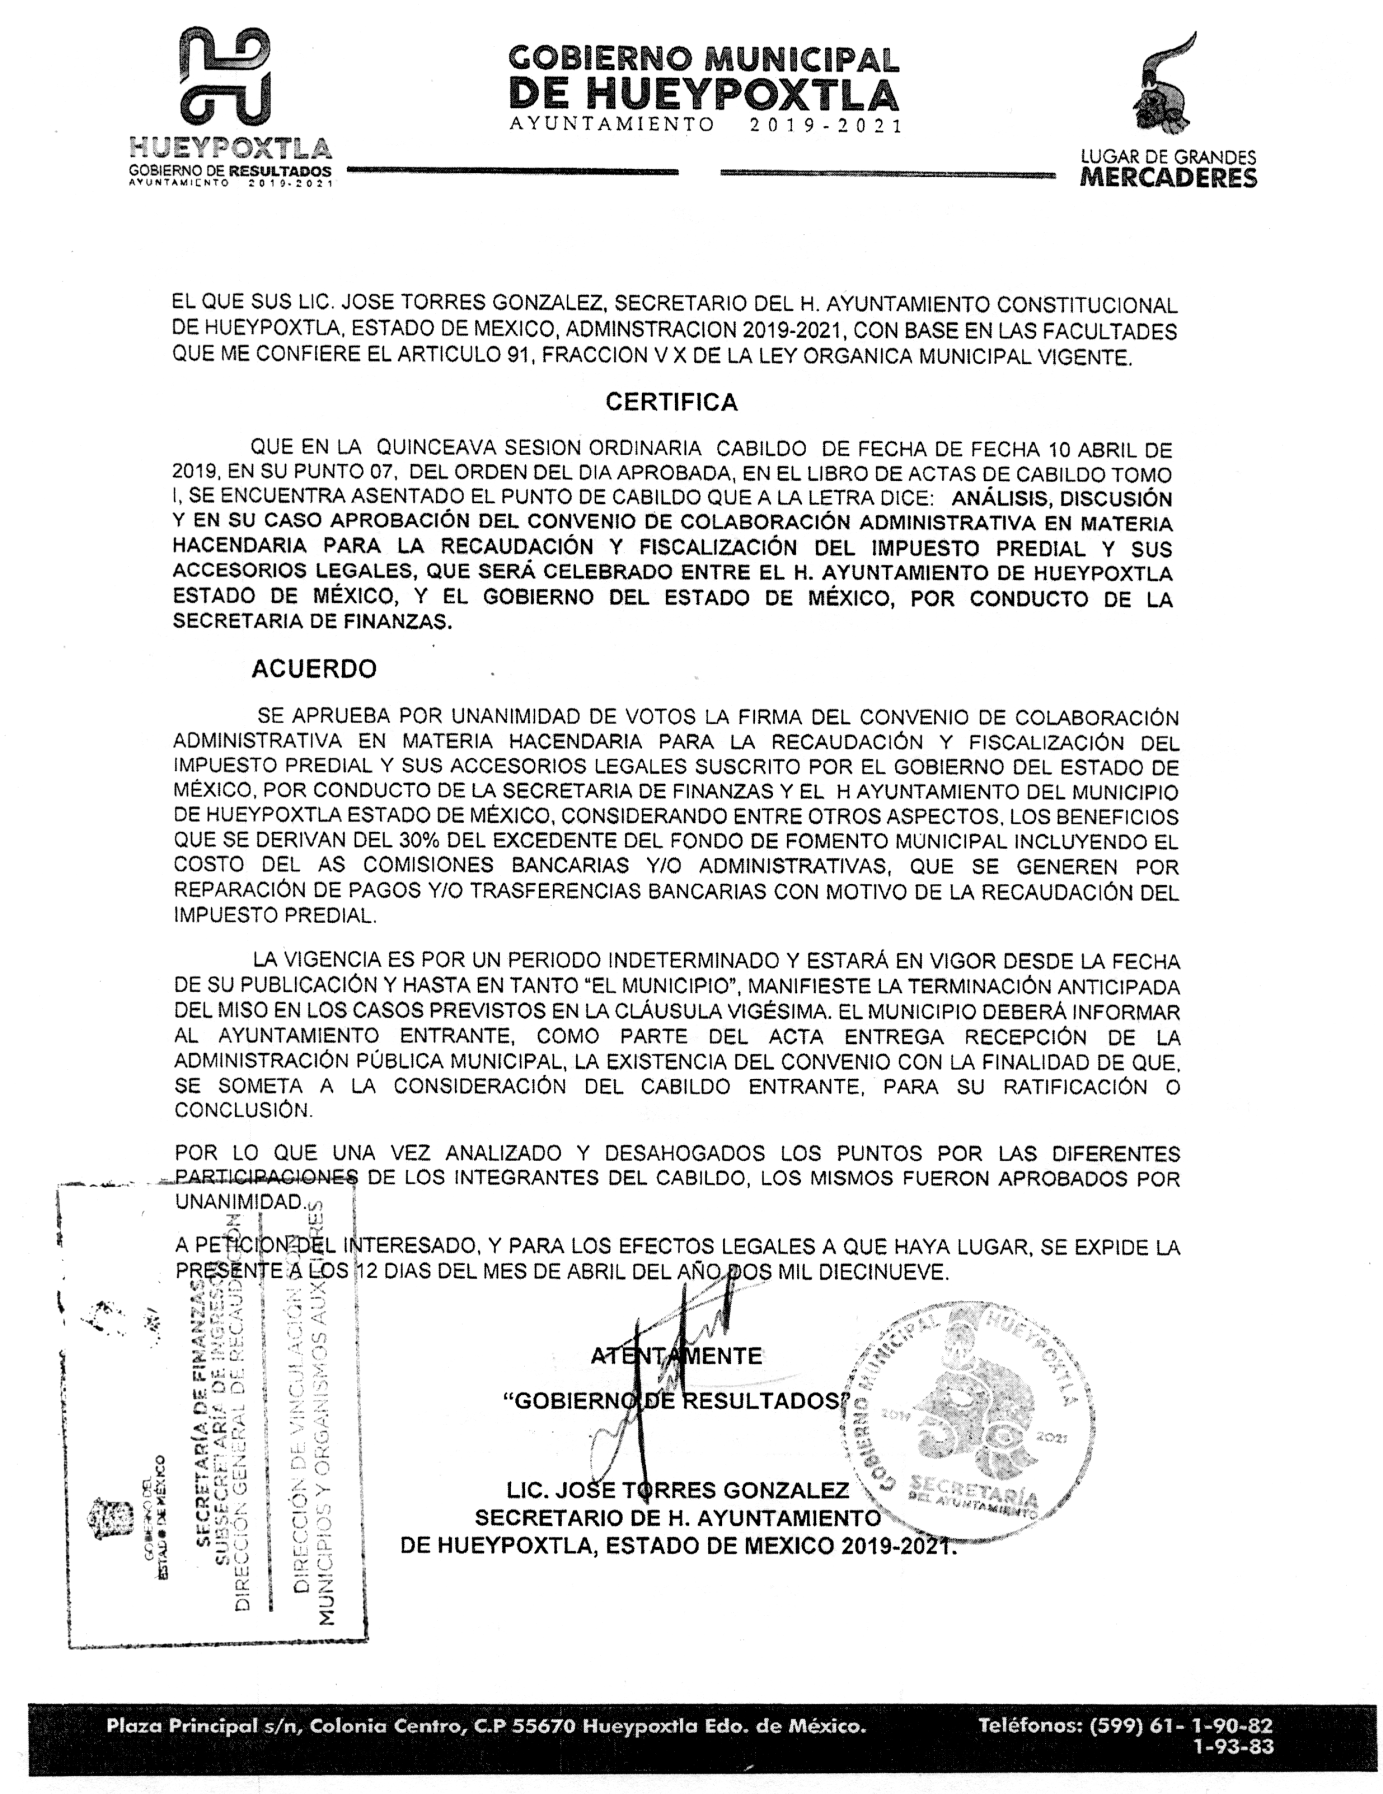 HUEYPOXTLA
GOBIERNO DE RESULTADOS
AYUNTAMIENTO 2019-2021
GOBIERNO MUNICIPAL
DE HUEYPOXTLA
AYUNTAMIENTO 2019-2021
LUGAR DE GRANDES
MERCADERES
EL QUE SUS LIC. JOSE TORRES GONZALEZ, SECRETARIO DEL H. AYUNTAMIENTO CONSTITUCIONAL
DE HUEYPOXTLA, ESTADO DE MEXICO, ADMINSTRACION 2019-2021, CON BASE EN LAS FACULTADES
QUE ME CONFIERE EL ARTICULO 91, FRACCION V X DE LA LEY ORGANICA MUNICIPAL VIGENTE.
CERTIFICA
QUE EN LA QUINCEAVA SESION ORDINARIA CABILDO DE FECHA DE FECHA 10 ABRIL DE
2019, EN SU PUNTO 07, DEL ORDEN DEL DIA APROBADA, EN EL LIBRO DE ACTAS DE CABILDO TOMO
I, SE ENCUENTRA ASENTADO EL PUNTO DE CABILDO QUE A LA LETRA DICE: ANÁLISIS, DISCUSIÓN
Y EN SU CASO APROBACIÓN DEL CONVENIO DE COLABORACIÓN ADMINISTRATIVA EN MATERIA
HACENDARIA PARA LA RECAUDACIÓN Y FISCALIZACIÓN DEL IMPUESTO PREDIAL Y SUS
ACCESORIOS LEGALES, QUE SERÁ CELEBRADO ENTRE EL H. AYUNTAMIENTO DE HUEYPOXTLA
ESTADO DE MÉXICO, Y EL GOBIERNO DEL ESTADO DE MÉXICO, POR CONDUCTO DE LA
SECRETARIA DE FINANZAS.
ACUERDO
SE APRUEBA POR UNANIMIDAD DE VOTOS LA FIRMA DEL CONVENIO DE COLABORACIÓN
ADMINISTRATIVA EN MATERIA HACENDARIA PARA LA RECAUDACIÓN Y FISCALIZACIÓN DEL
IMPUESTO PREDIAL Y SUS ACCESORIOS LEGALES SUSCRITO POR EL GOBIERNO DEL ESTADO DE
MÉXICO, POR CONDUCTO DE LA SECRETARIA DE FINANZAS Y EL H AYUNTAMIENTO DEL MUNICIPIO
DE HUEYPOXTLA ESTADO DE MÉXICO, CONSIDERANDO ENTRE OTROS ASPECTOS, LOS BENEFICIOS
QUE SE DERIVAN DEL 30% DEL EXCEDENTE DEL FONDO DE FOMENTO MUNICIPAL INCLUYENDO EL
COSTO DEL AS COMISIONES BANCARIAS Y/O ADMINISTRATIVAS, QUE SE GENEREN POR
REPARACIÓN DE PAGOS Y/O TRASFERENCIAS BANCARIAS CON MOTIVO DE LA RECAUDACIÓN DEL
IMPUESTO PREDIAL.
LA VIGENCIA ES POR UN PERIODO INDETERMINADO Y ESTARÁ EN VIGOR DESDE LA FECHA
DE SU PUBLICACIÓN Y HASTA EN TANTO "EL MUNICIPIO", MANIFIESTE LA TERMINACIÓN ANTICIPADA
DEL MISO EN LOS CASOS PREVISTOS EN LA CLÁUSULA VIGÉSIMA. EL MUNICIPIO DEBERÁ INFORMAR
AL AYUNTAMIENTO ENTRANTE, COMO PARTE DEL ACTA ENTREGA RECEPCIÓN DE LA
ADMINISTRACIÓN PÚBLICA MUNICIPAL, LA EXISTENCIA DEL CONVENIO CON LA FINALIDAD DE QUE,
SE SOMETA A LA CONSIDERACIÓN DEL CABILDO ENTRANTE, PARA SU RATIFICACIÓN O
CONCLUSIÓN.
POR LO QUE UNA VEZ ANALIZADO Y DESAHOGADOS LOS PUNTOS POR LAS DIFERENTES
PARTICIPACIONES DE LOS INTEGRANTES DEL CABILDO, LOS MISMOS FUERON APROBADOS POR
UNANIMIDAD.
A PETICION DEL INTERESADO, Y PARA LOS EFECTOS LEGALES A QUE HAYA LUGAR, SE EXPIDE LA
PRESENTE A LOS 12 DIAS DEL MES DE ABRIL DEL AÑO DOS MIL DIECINUEVE.
GOBIERNO DEL
ESTADO DE MÉXICO
SECRETARÍA DE FINANZAS
SUBSECRETARÍA DE INGRESOS
DIRECCIÓN GENERAL DE RECAUDACIÓN
DIRECCIÓN DE VINCULACIÓN CON
MUNICIPIOS Y ORGANISMOS AUXILIARES
ATENTAMENTE
"GOBIERNO DE RESULTADOS"
GOBIERNO MUNICIPAL HUEYPOXTLA
2019 2021
SECRETARÍA
DEL AYUNTAMIENTO
LIC. JOSE TORRES GONZALEZ
SECRETARIO DE H. AYUNTAMIENTO
DE HUEYPOXTLA, ESTADO DE MEXICO 2019-2021.
Plaza Principal s/n, Colonia Centro, C.P 55670 Hueypoxtla Edo. de México.
Teléfonos: (599) 61- 1-90-82
1-93-83